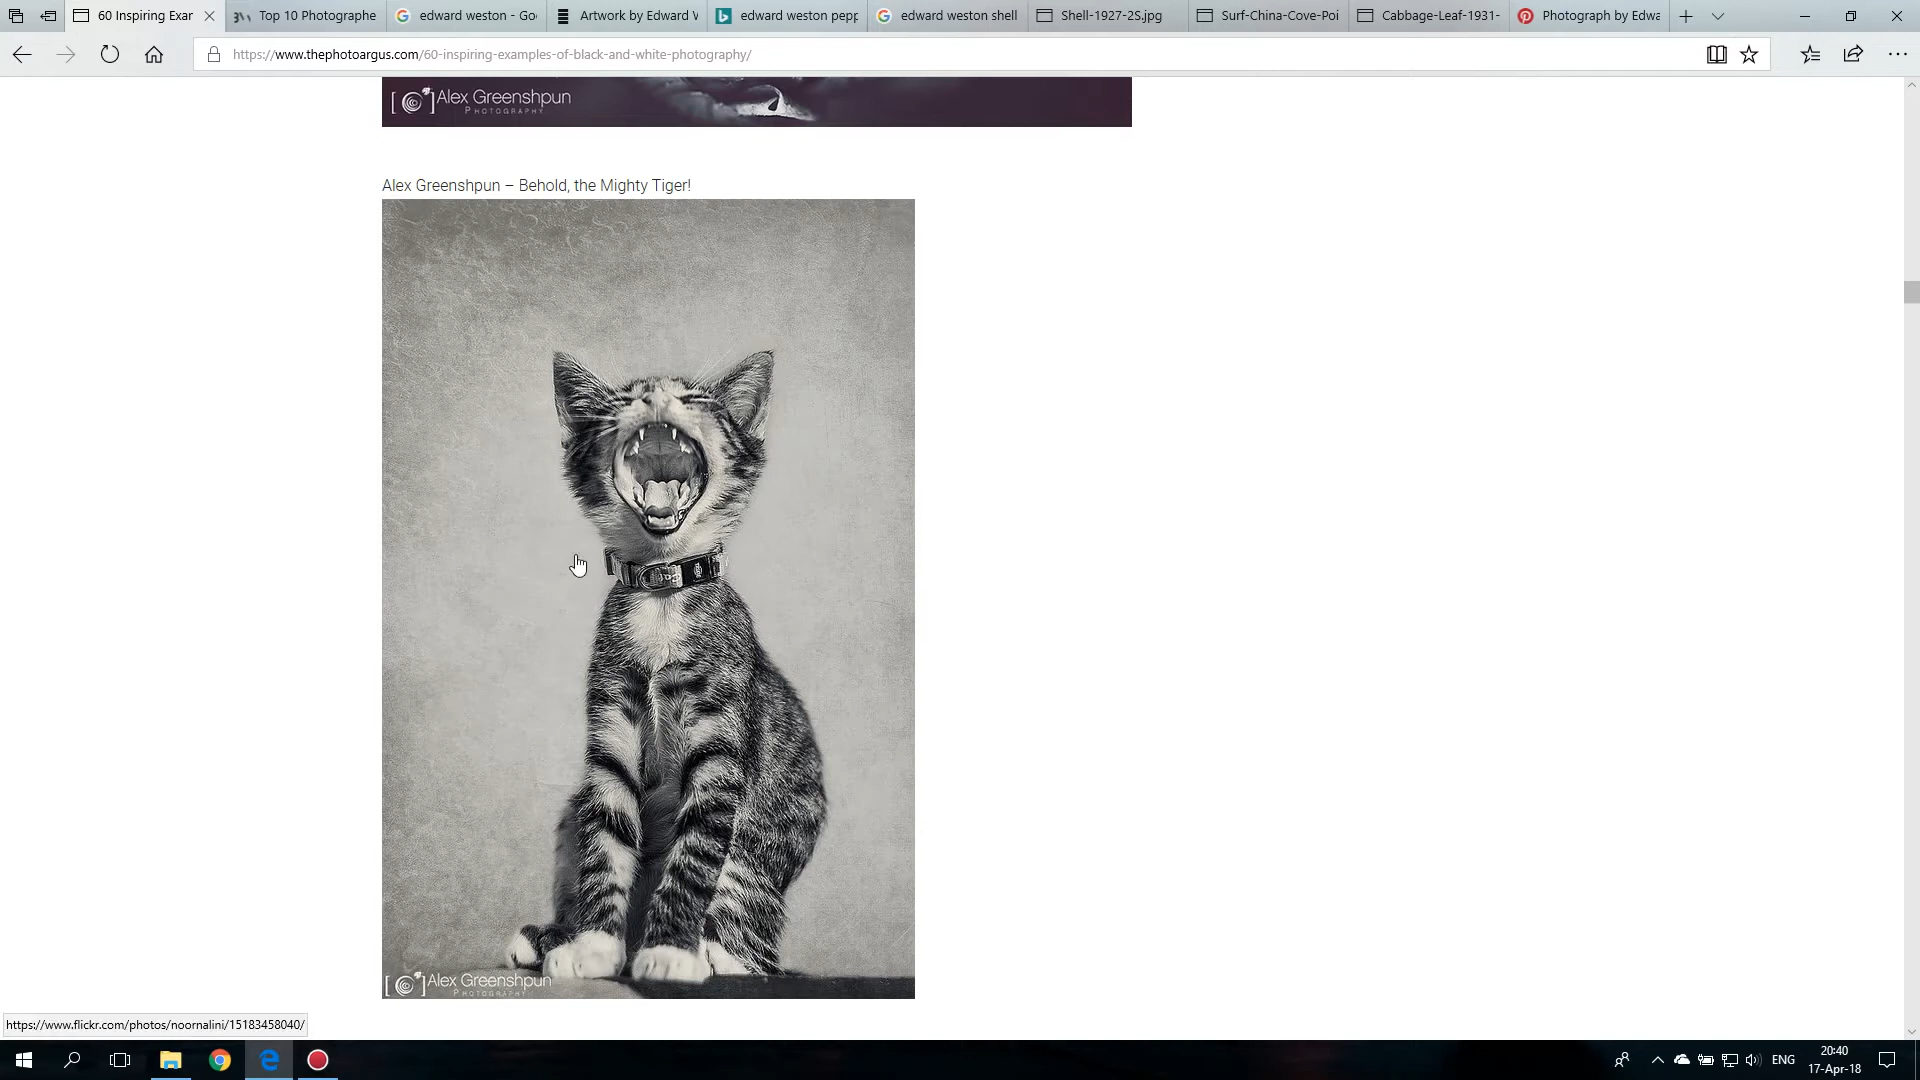 60 Inspiring Exar
Top 10 Photographe
edward weston - Go
Artwork by Edward W
edward weston pepp
edward weston shell
Shell-1927-2S.jpg
Surf-China-Cove-Poi
Cabbage-Leaf-1931-
Photograph by Edwa
https://www.thephotoargus.com/60-inspiring-examples-of-black-and-white-photography/
[ ]Alex Greenshpun
PHOTOGRAPHY
Alex Greenshpun – Behold, the Mighty Tiger!
[ ]Alex Greenshpun
PHOTOGRAPHY
https://www.flickr.com/photos/noornalini/15183458040/
ENG
20:40
17-Apr-18